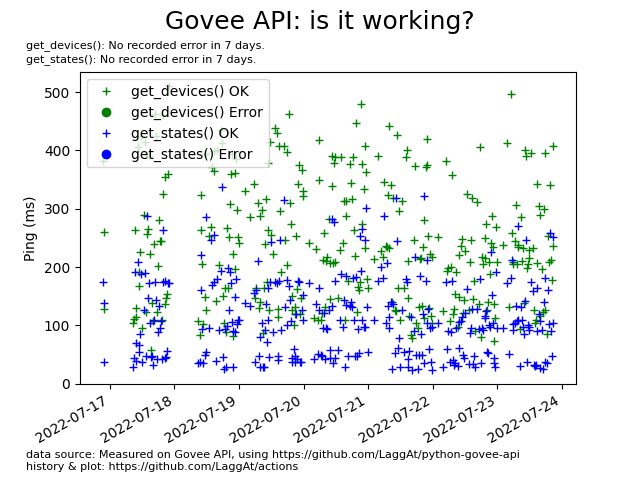 Govee API: is it working?
get_devices(): No recorded error in 7 days.
get_states(): No recorded error in 7 days.
500
400
300
200
100
0
Ping (ms)
get_devices() OK
get_devices() Error
get_states() OK
get_states() Error
2022-07-17
2022-07-18
2022-07-19
2022-07-20
2022-07-21
2022-07-22
2022-07-23
2022-07-24
data source: Measured on Govee API, using https://github.com/LaggAt/python-govee-api
history & plot: https://github.com/LaggAt/actions